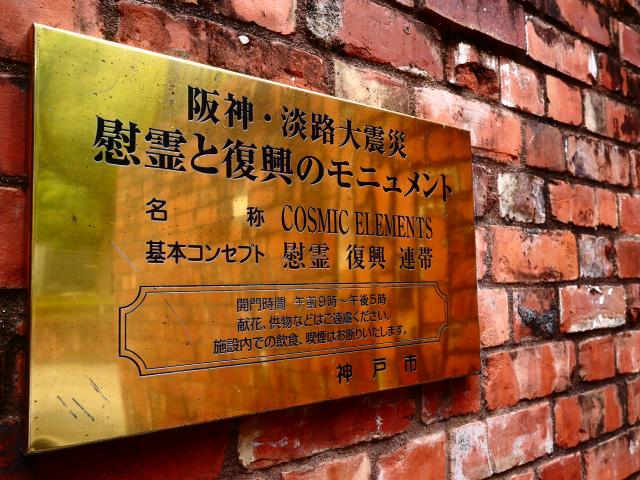 阪神・淡路大震災
慰霊と復興のモニュメント
名　称　COSMIC ELEMENTS
基本コンセプト　慰霊　復興　連帯
開門時間　午前9時～午後5時
献花、供物などはご遠慮ください。
施設内での飲食、喫煙はお断りいたします。
神戸市